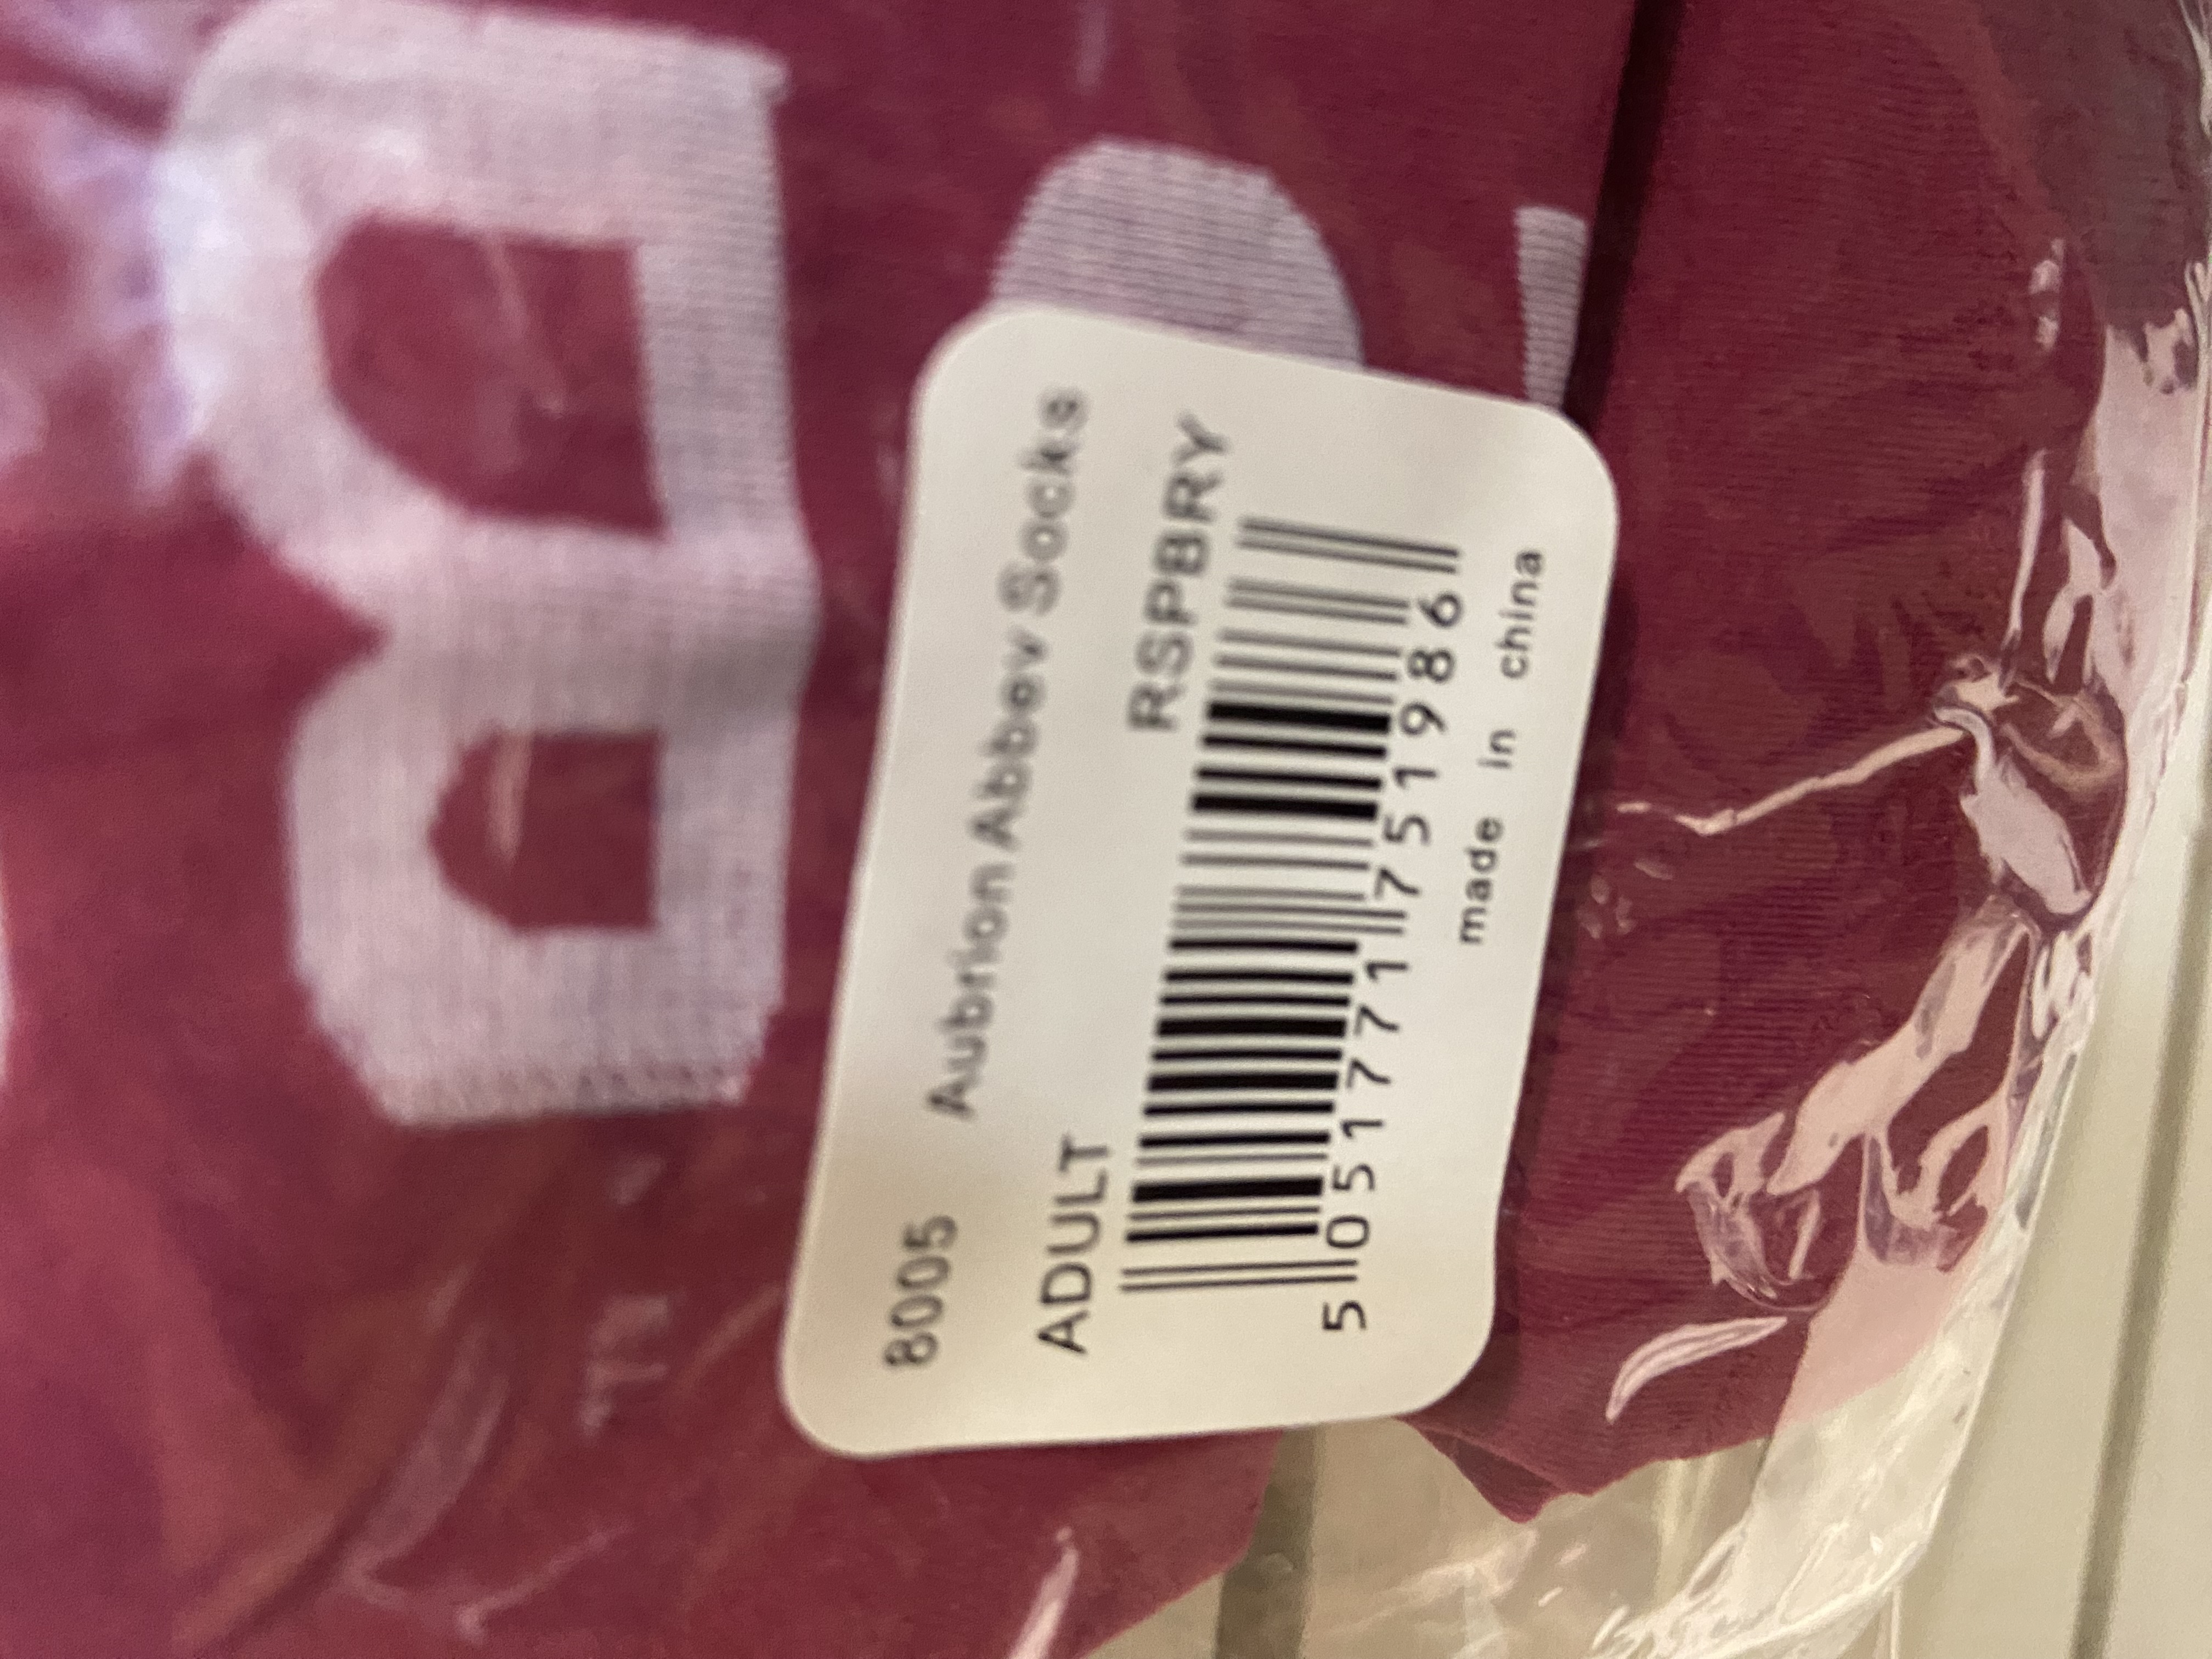 8005 Aubrion Abbey Socks
ADULT RSPBRY
5 051771 751986
made in china